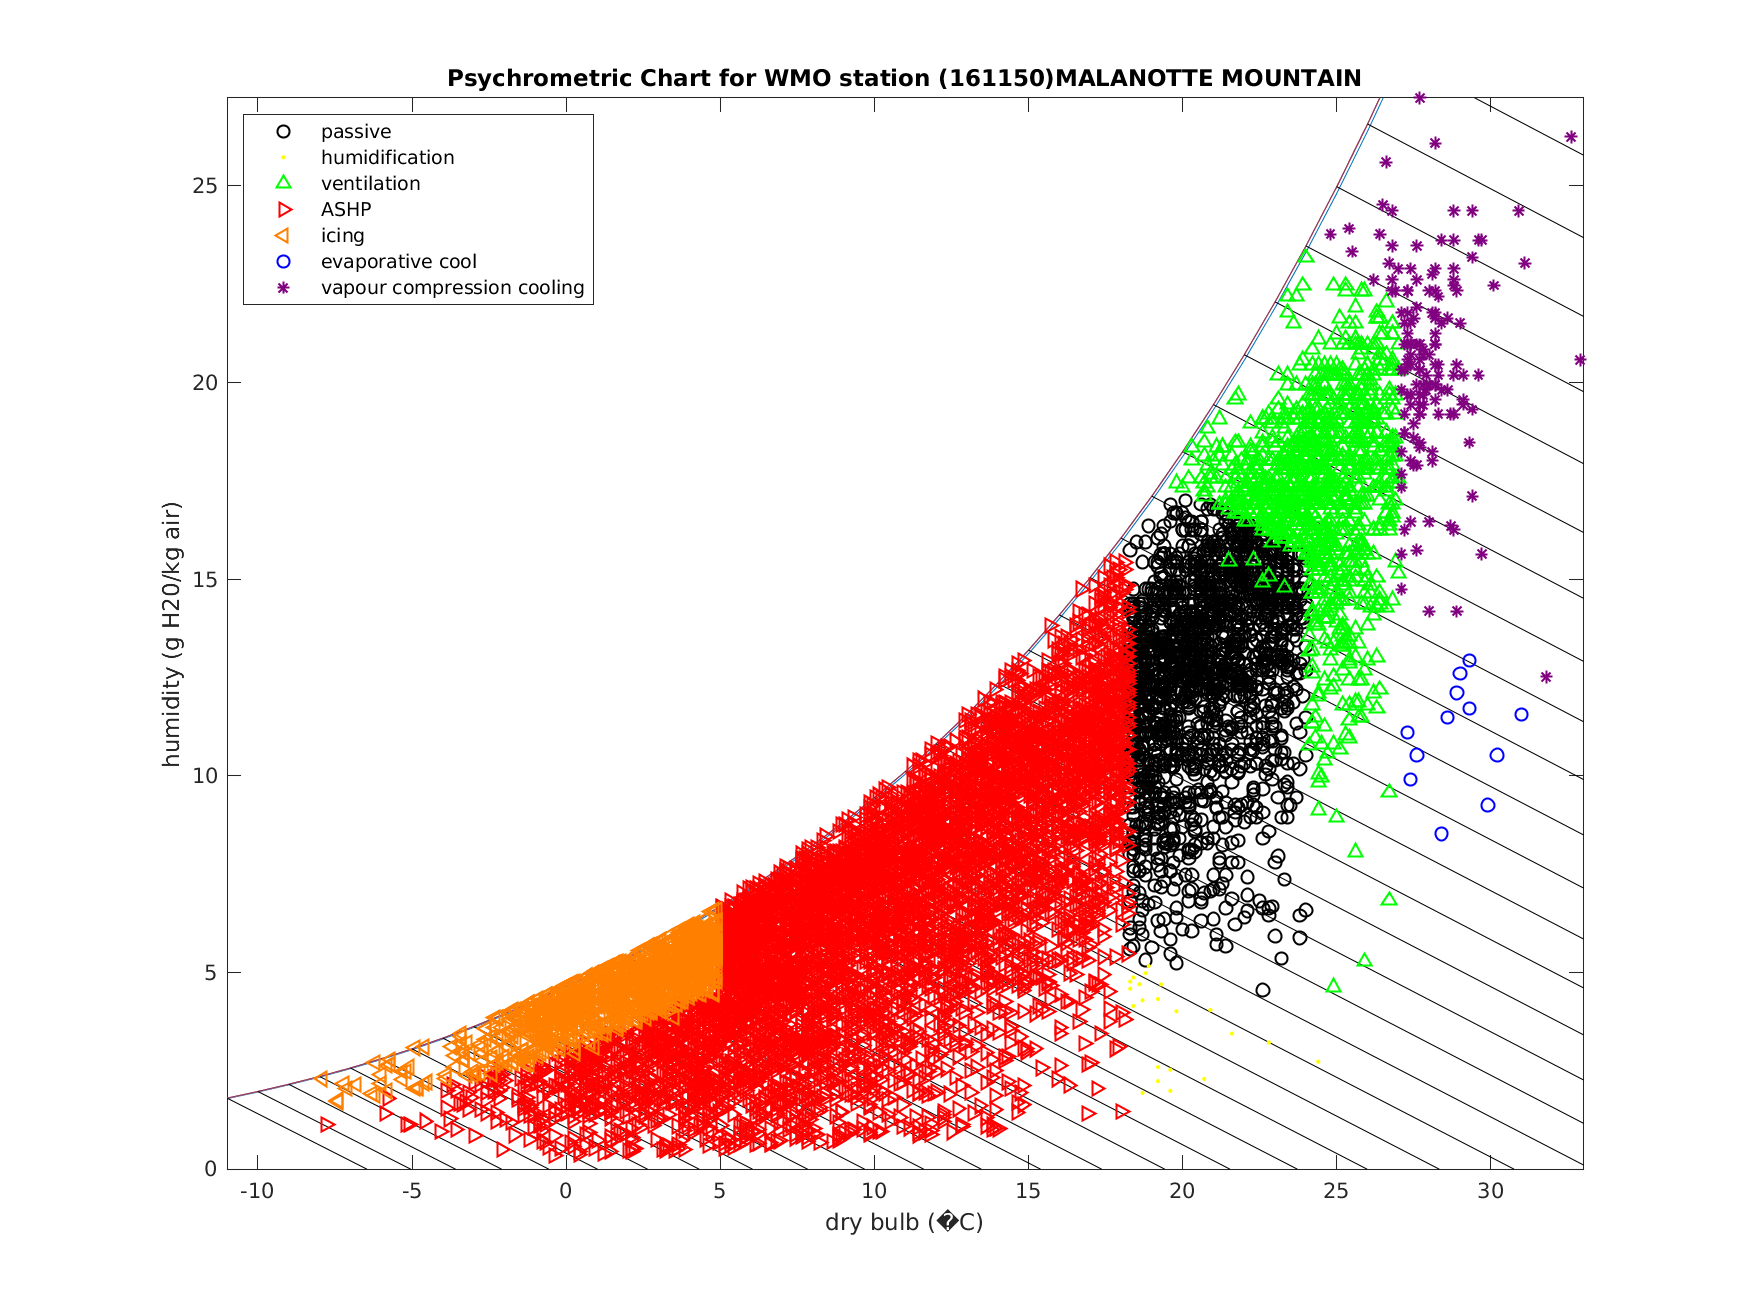 Psychrometric Chart for WMO station (161150)MALANOTTE MOUNTAIN
passive
humidification
ventilation
ASHP
icing
evaporative cool
vapour compression cooling
humidity (g H20/kg air)
25
20
15
10
5
0
-10 -5 0 5 10 15 20 25 30
dry bulb (�C)